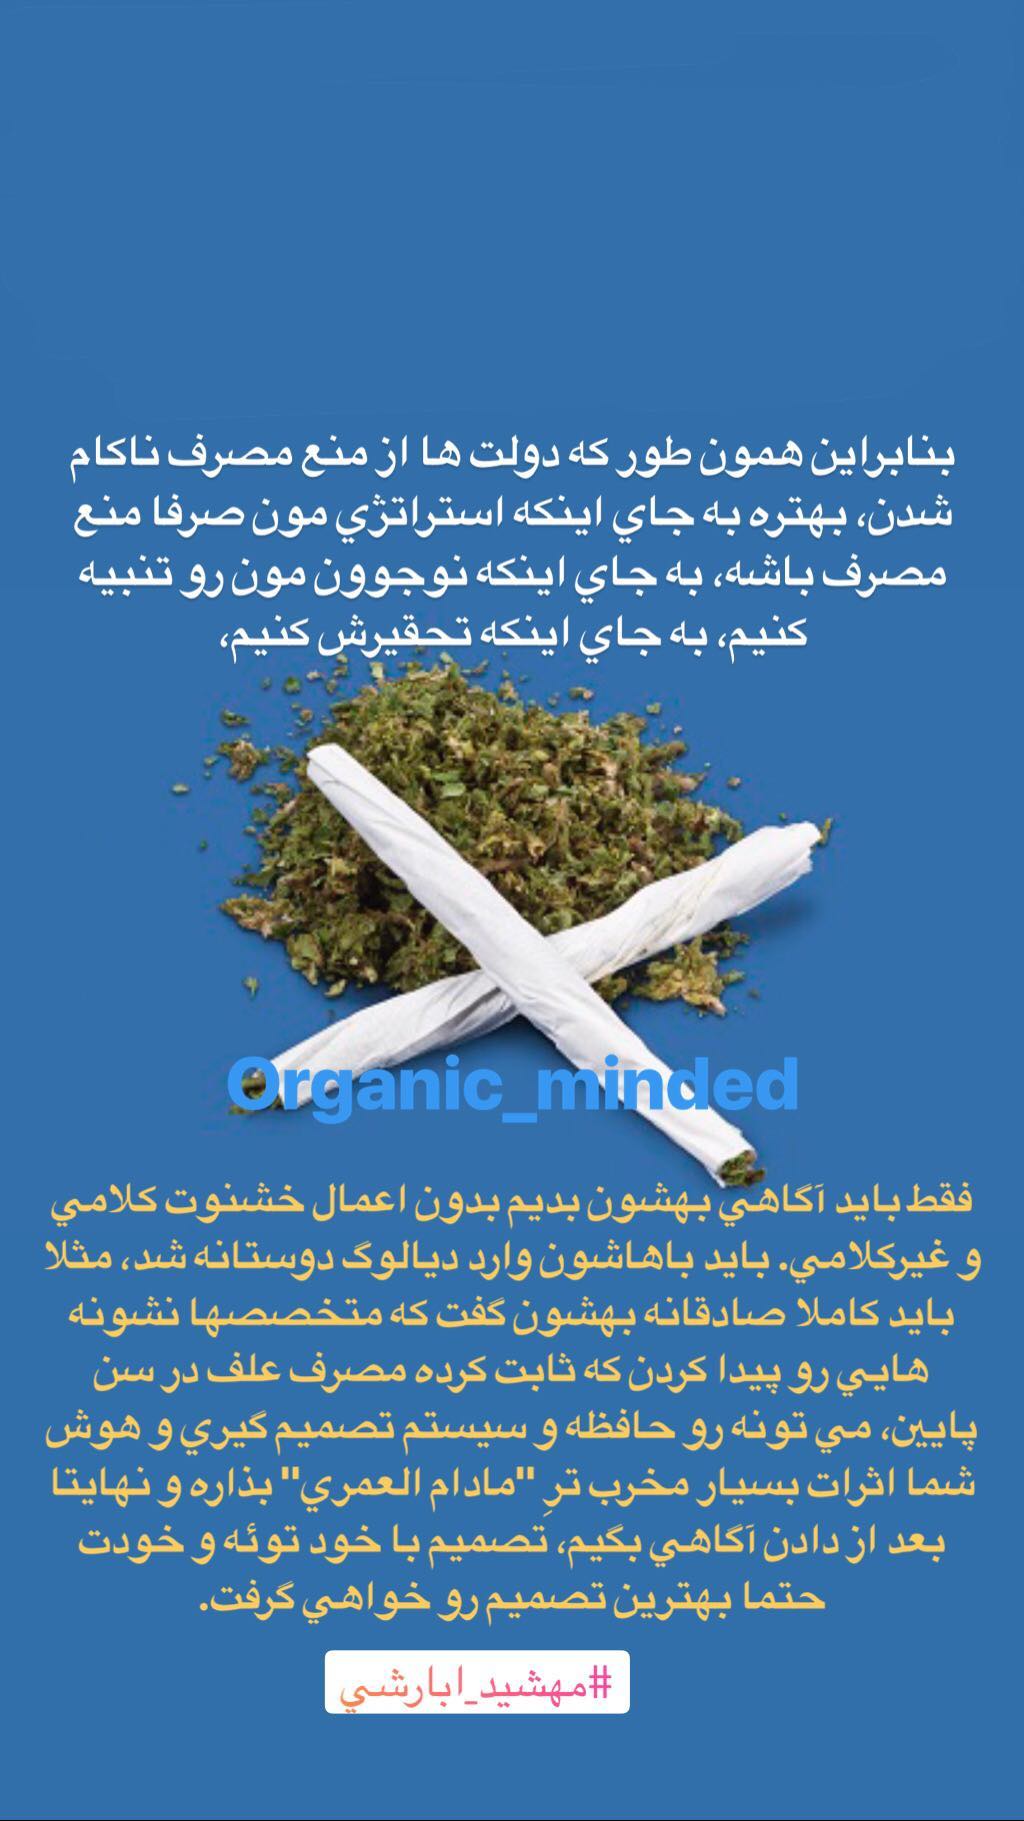 بنابراين همون طور كه دولت ها از منع مصرف ناكام
شدن، بهتره به جاي اينكه استراتژي مون صرفا منع
مصرف باشه، به جاي اينكه نوجوون مون رو تنبيه
كنيم، به جاي اينكه تحقيرش كنيم،
Organic_minded
فقط بايد آگاهي بهشون بديم بدون اعمال خشنوت كلامي
و غيركلامي. بايد باهاشون وارد ديالوگ دوستانه شد، مثلا
بايد كاملا صادقانه بهشون گفت كه متخصصها نشونه
هايي رو پيدا كردن كه ثابت كرده مصرف علف در سن
پايين، مي تونه رو حافظه و سيستم تصميم گيري و هوش
شما اثرات بسيار مخرب ترِ "مادام العمري" بذاره و نهايتا
بعد از دادن آگاهي بگيم، تصميم با خود توئه و خودت
حتما بهترين تصميم رو خواهي گرفت.
#مهشيد_ابارشي